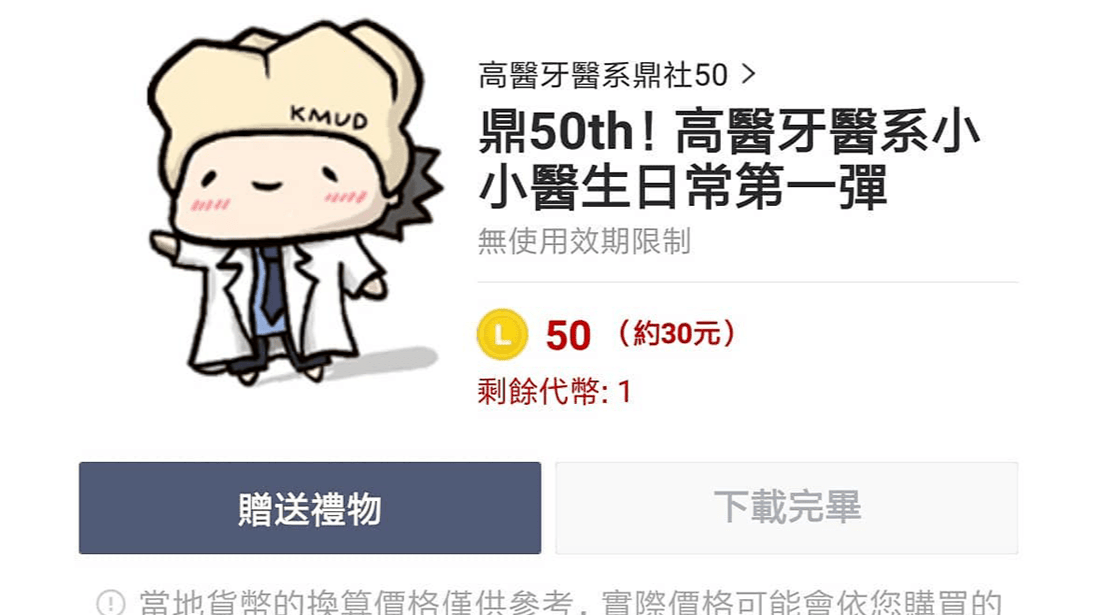 KMUD
高醫牙醫系鼎社50 >
鼎50th! 高醫牙醫系小
小醫生日常第一彈
無使用效期限制
L 50 (約30元)
剩餘代幣: 1
贈送禮物
下載完畢
! 當地貨幣的換算價格僅供參考,實際價格可能會依您購買的